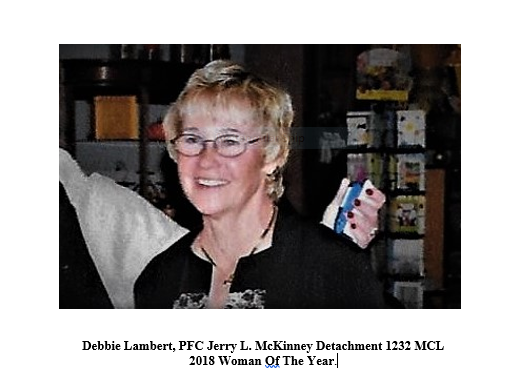 Debbie Lambert, PFC Jerry L. McKinney Detachment 1232 MCL
2018 Woman Of The Year.